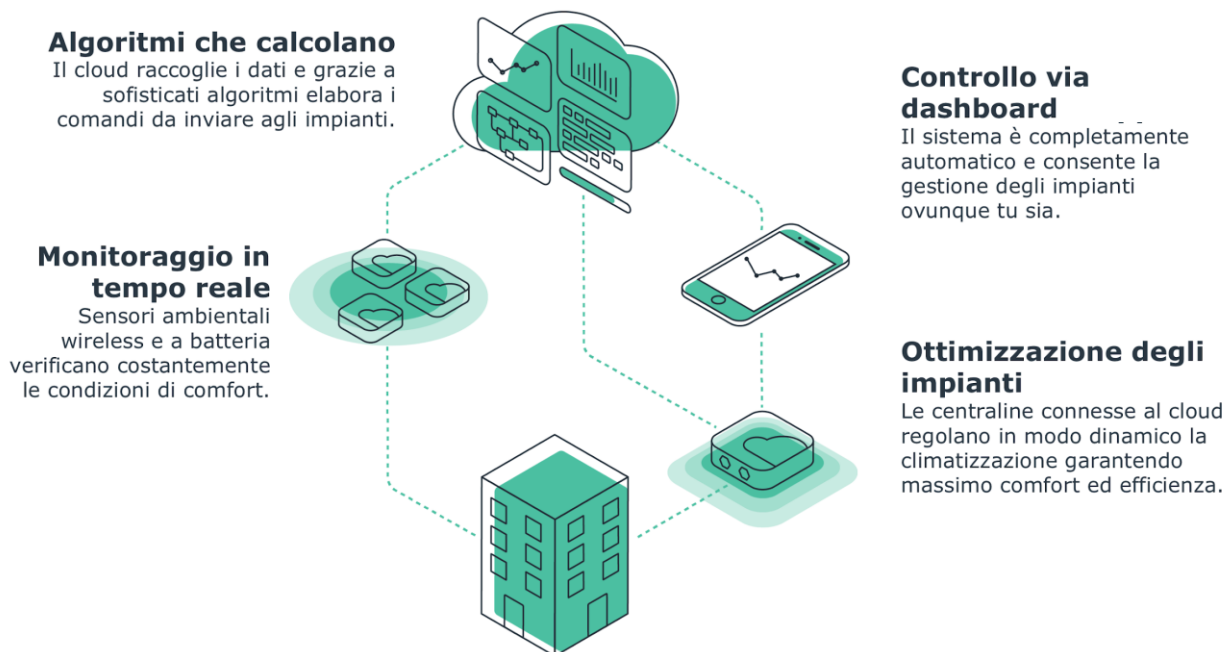 Algoritmi che calcolano
Il cloud raccoglie i dati e grazie a
sofisticati algoritmi elabora i
comandi da inviare agli impianti.
Controllo via
dashboard
Il sistema è completamente
automatico e consente la
gestione degli impianti
ovunque tu sia.
Monitoraggio in
tempo reale
Sensori ambientali
wireless e a batteria
verificano costantemente
le condizioni di comfort.
Ottimizzazione degli
impianti
Le centraline connesse al cloud
regolano in modo dinamico la
climatizzazione garantendo
massimo comfort ed efficienza.